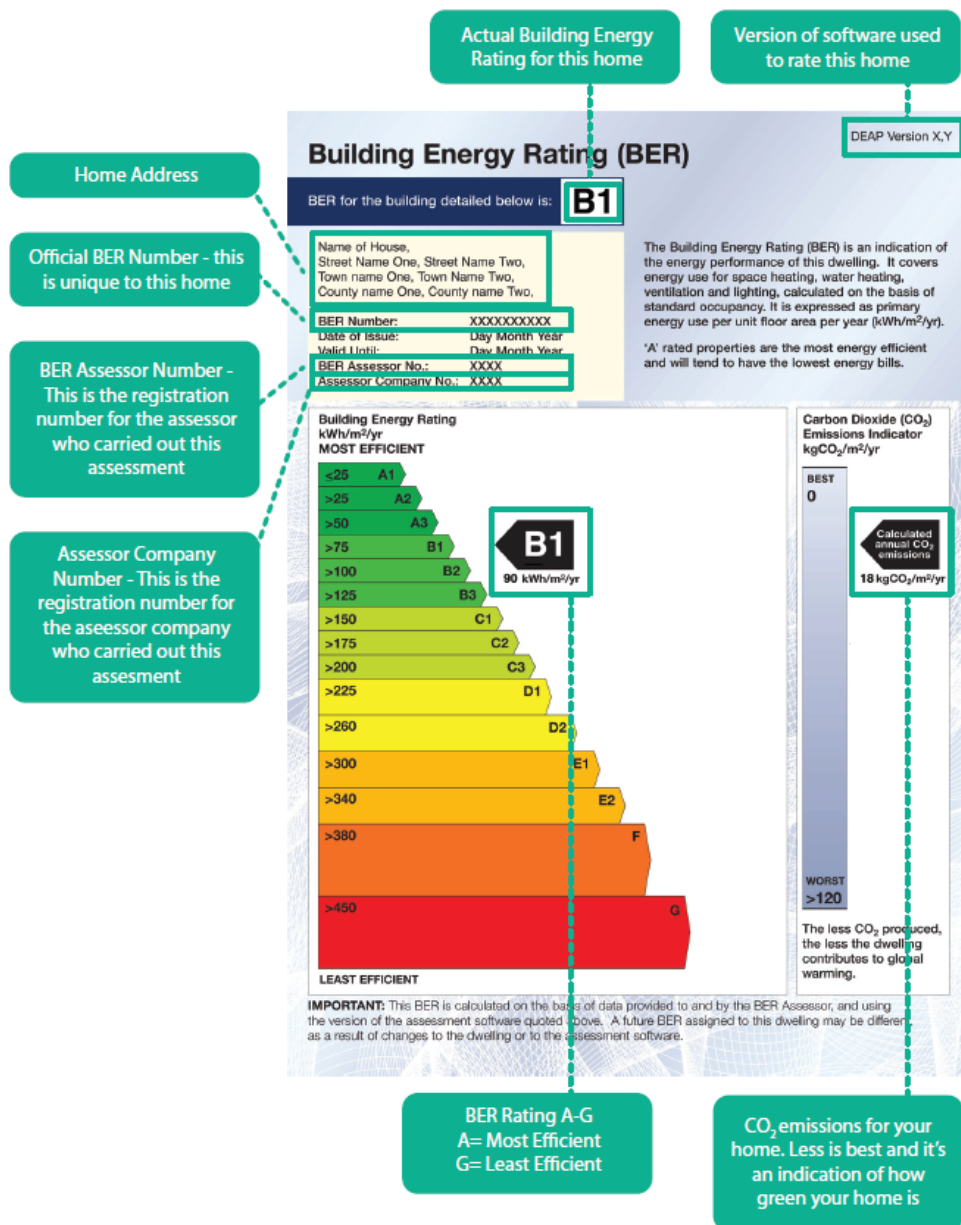 Actual Building Energy
Rating for this home
Version of software used
to rate this home
DEAP Version X,Y
Building Energy Rating (BER)
Home Address
BER for the building detailed below is:
B1
Name of House,
Street Name One, Street Name Two,
Town name One, Town Name Two,
County name One, County name Two,
Official BER Number - this
is unique to this home
BER Number: XXXXXXXXXX
Date of Issue: Day Month Year
Valid Until: Day Month Year
BER Assessor No.: XXXX
Assessor Company No.: XXXX
The Building Energy Rating (BER) is an indication of
the energy performance of this dwelling. It covers
energy use for space heating, water heating,
ventilation and lighting, calculated on the basis of
standard occupancy. It is expressed as primary
energy use per unit floor area per year (kWh/m²/yr).
'A' rated properties are the most energy efficient
and will tend to have the lowest energy bills.
BER Assessor Number -
This is the registration
number for the assessor
who carried out this
assessment
Assessor Company
Number - This is the
registration number for
the aseessor company
who carried out this
assesment
Building Energy Rating
kWh/m²/yr
MOST EFFICIENT
≤25 A1
>25 A2
>50 A3
>75 B1
>100 B2
>125 B3
>150 C1
>175 C2
>200 C3
>225 D1
>260 D2
>300 E1
>340 E2
>380 F
>450 G
LEAST EFFICIENT
B1
90 kWh/m²/yr
Carbon Dioxide (CO₂)
Emissions Indicator
kgCO₂/m²/yr
BEST
0
Calculated
annual CO₂
emissions
18 kgCO₂/m²/yr
WORST
>120
The less CO₂ produced,
the less the dwelling
contributes to global
warming.
IMPORTANT: This BER is calculated on the basis of data provided to and by the BER Assessor, and using
the version of the assessment software quoted above. A future BER assigned to this dwelling may be different,
as a result of changes to the dwelling or to the assessment software.
BER Rating A-G
A= Most Efficient
G= Least Efficient
CO₂ emissions for your
home. Less is best and it's
an indication of how
green your home is